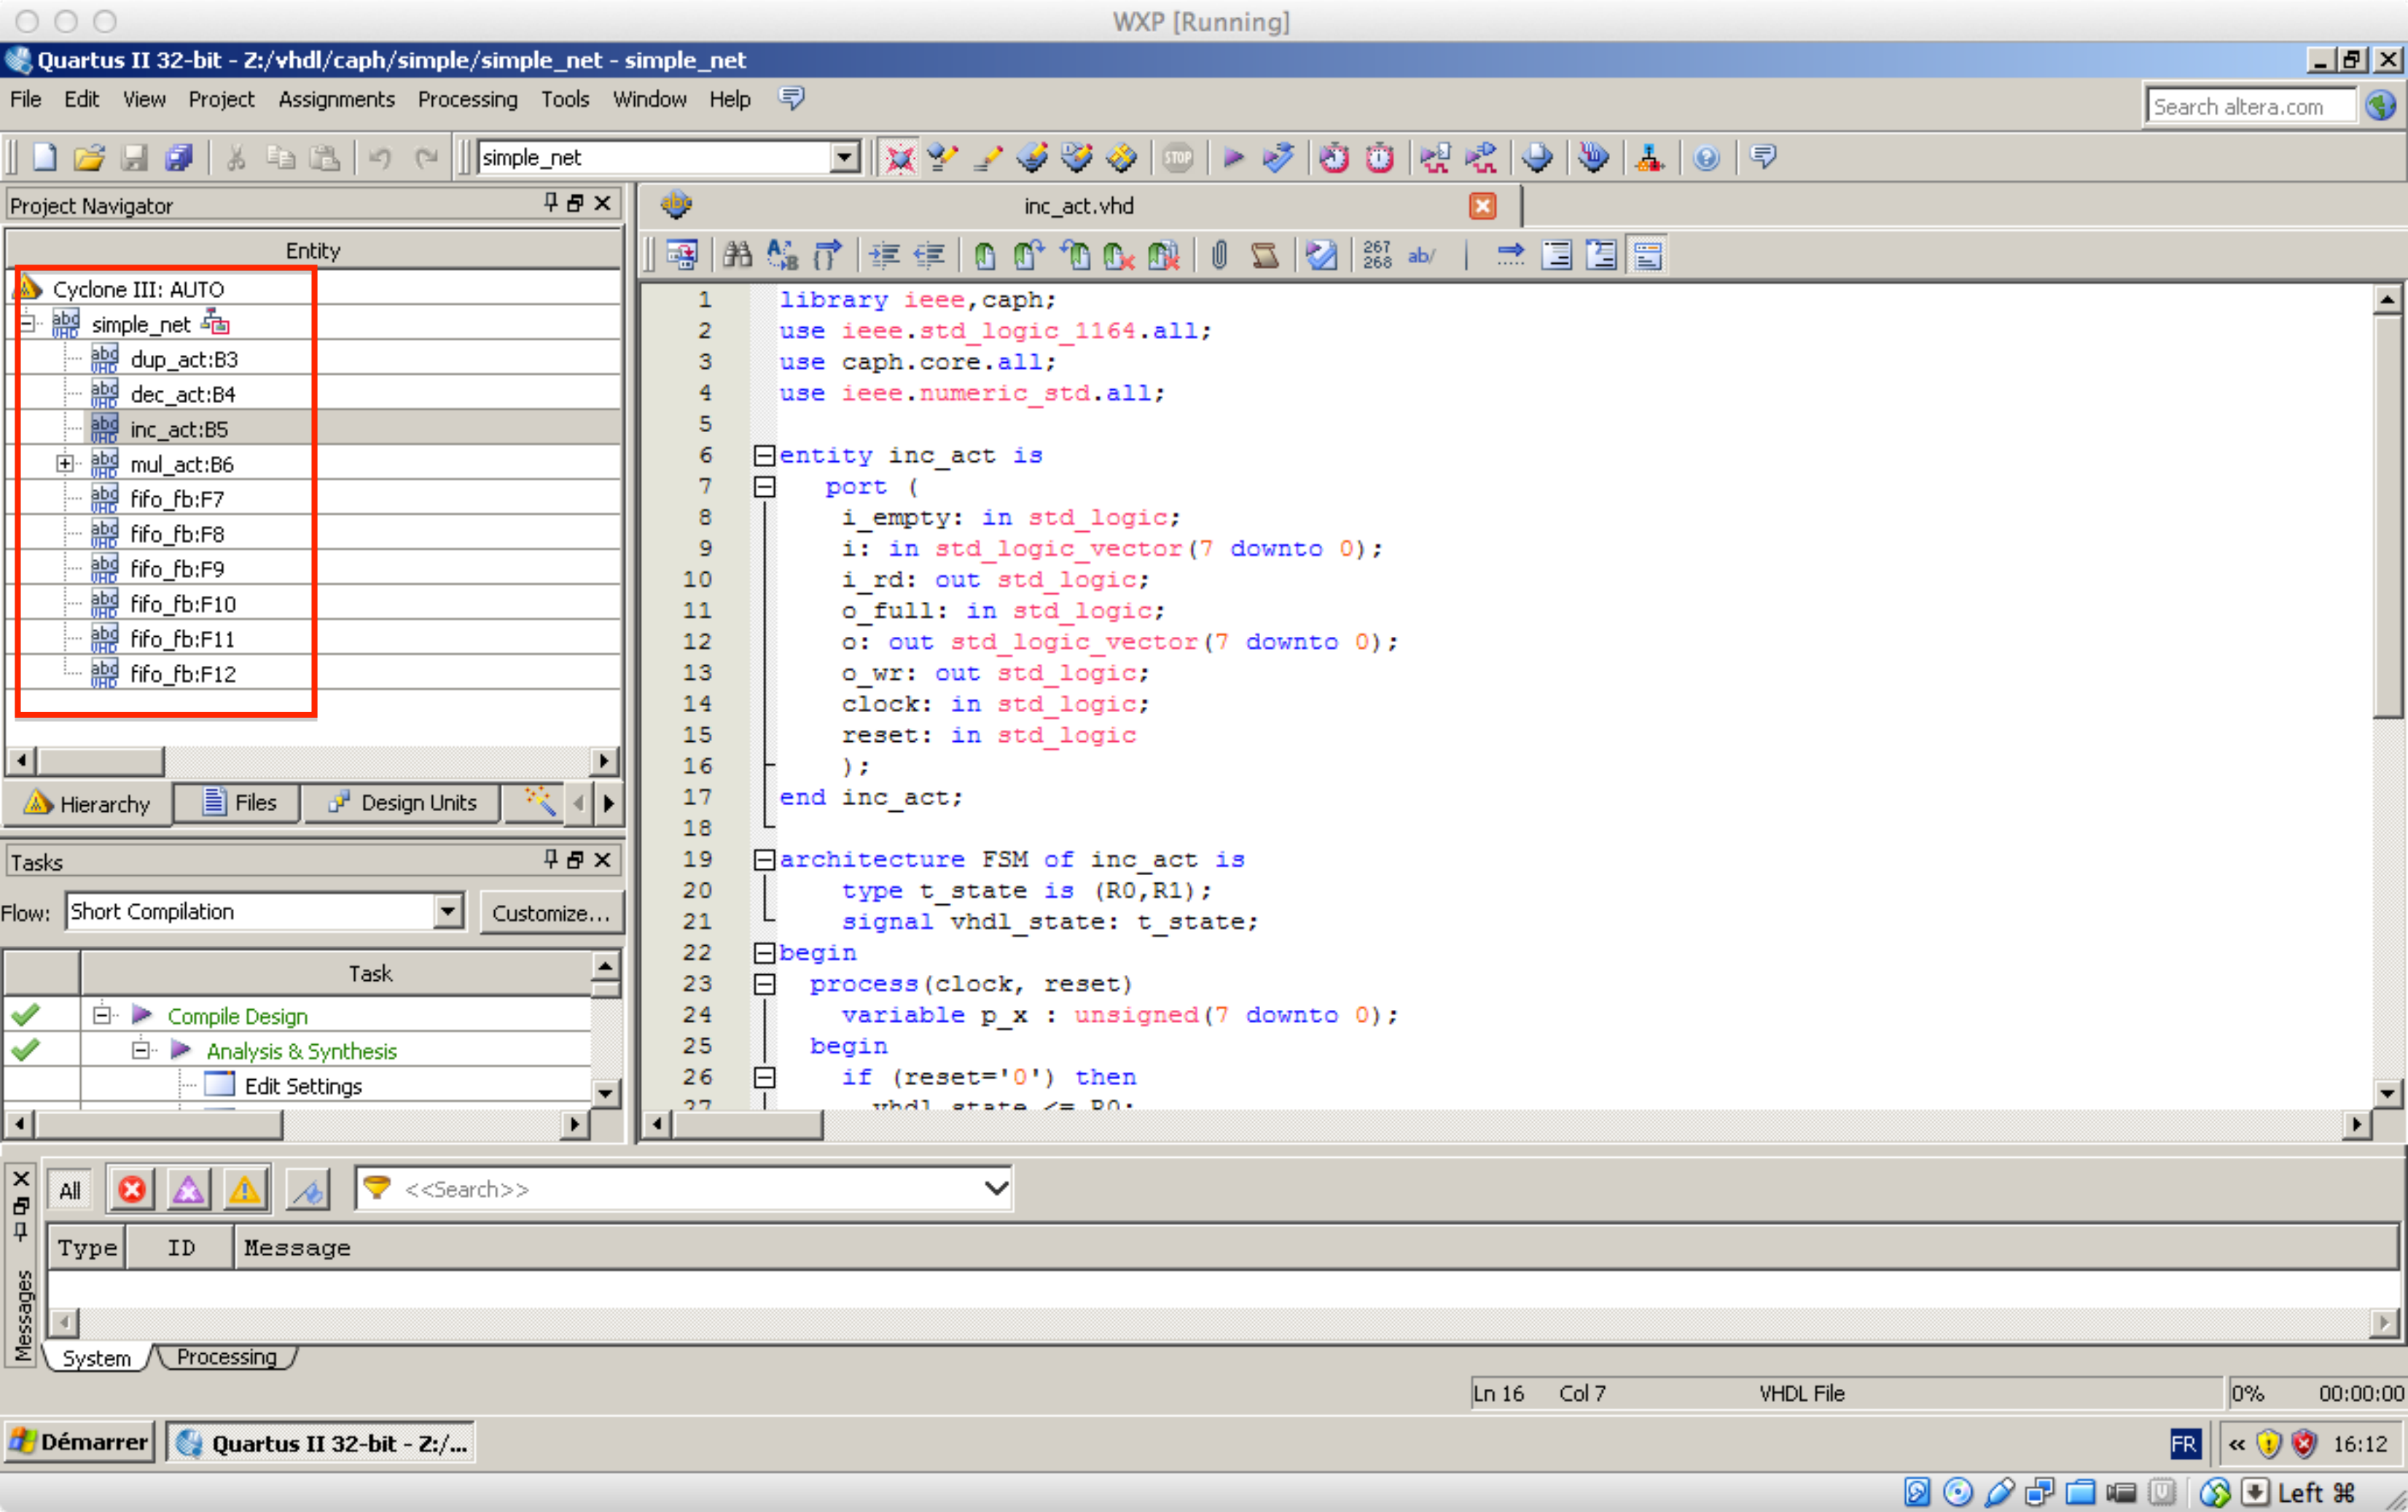 WXP [Running]
Quartus II 32-bit - Z:/vhdl/caph/simple/simple_net - simple_net
File Edit View Project Assignments Processing Tools Window Help
Search altera.com
simple_net
STOP
Project Navigator
Entity
Cyclone III: AUTO
simple_net
dup_act:B3
dec_act:B4
inc_act:B5
mul_act:B6
fifo_fb:F7
fifo_fb:F8
fifo_fb:F9
fifo_fb:F10
fifo_fb:F11
fifo_fb:F12
Hierarchy Files Design Units
Tasks
Flow: Short Compilation Customize...
Task
Compile Design
Analysis & Synthesis
Edit Settings
inc_act.vhd
267
268 ab/
1 library ieee,caph;
2 use ieee.std_logic_1164.all;
3 use caph.core.all;
4 use ieee.numeric_std.all;
5
6 entity inc_act is
7 port (
8 i_empty: in std_logic;
9 i: in std_logic_vector(7 downto 0);
10 i_rd: out std_logic;
11 o_full: in std_logic;
12 o: out std_logic_vector(7 downto 0);
13 o_wr: out std_logic;
14 clock: in std_logic;
15 reset: in std_logic
16 );
17 end inc_act;
18
19 architecture FSM of inc_act is
20 type t_state is (R0,R1);
21 signal vhdl_state: t_state;
22 begin
23 process(clock, reset)
24 variable p_x : unsigned(7 downto 0);
25 begin
26 if (reset='0') then
27 vhdl_state <= R0;
All <<Search>>
Type ID Message
Messages
System Processing
Ln 16 Col 7 VHDL File 0% 00:00:00
Démarrer Quartus II 32-bit - Z:/... FR « 16:12
Left ⌘